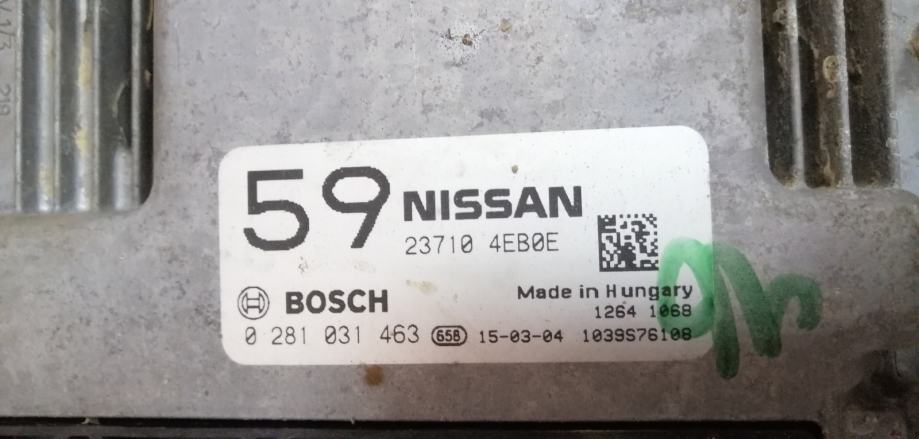 59 NISSAN
23710 4EB0E
BOSCH
Made in Hungary
1264 1068
0 281 031 463 658 15-03-04 1039S76108